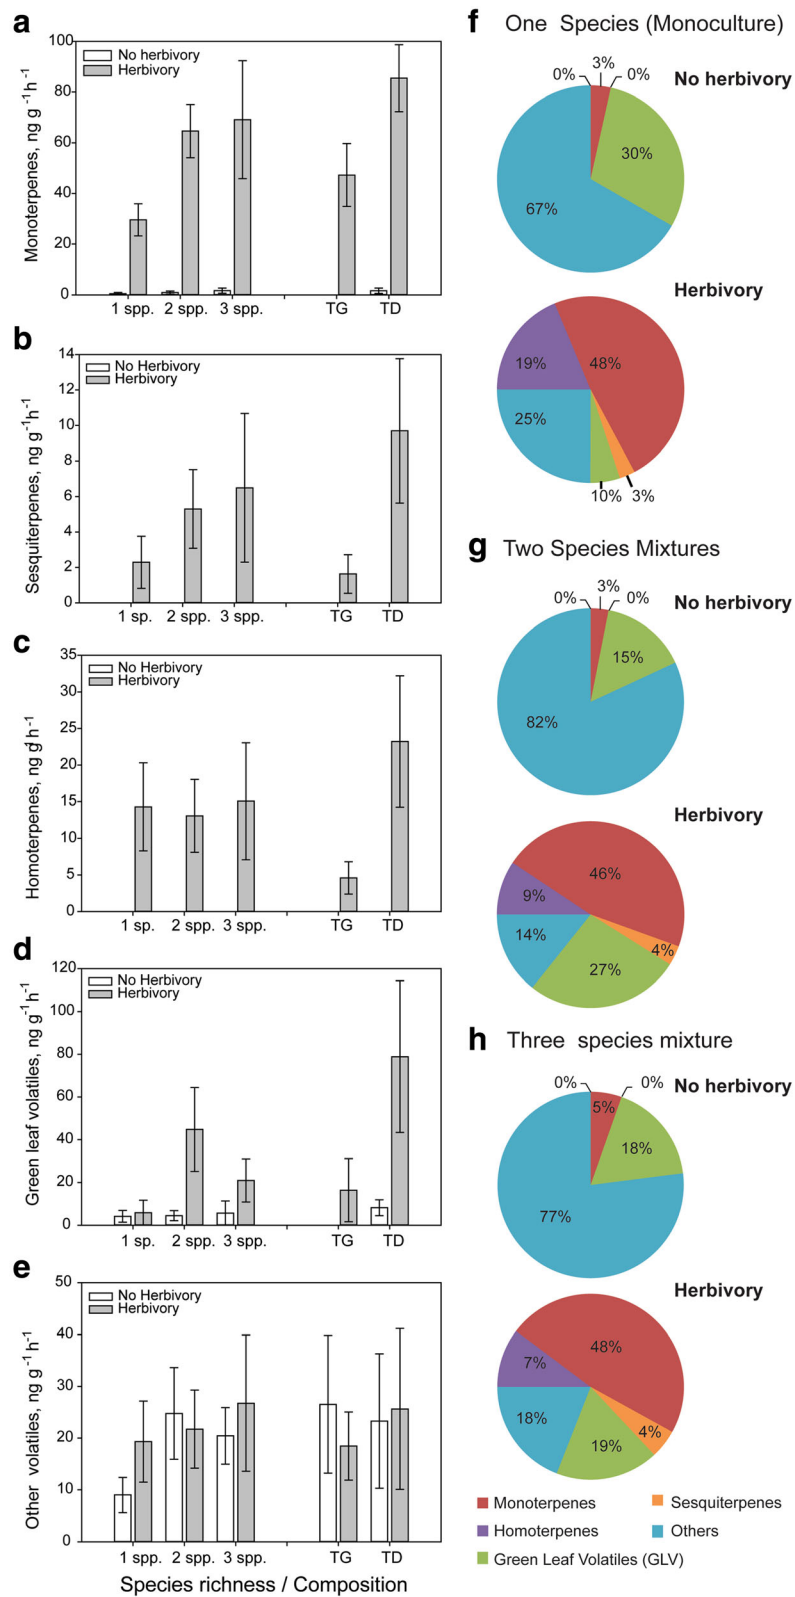 a
100
80
60
40
20
0
Monoterpenes, ng g⁻¹h⁻¹
No herbivory
Herbivory
1 spp. 2 spp. 3 spp. TG TD
b
14
12
10
8
6
4
2
0
Sesquiterpenes, ng g⁻¹h⁻¹
No Herbivory
Herbivory
1 sp. 2 spp. 3 spp. TG TD
c
35
30
25
20
15
10
5
0
Homoterpenes, ng g⁻¹h⁻¹
No Herbivory
Herbivory
1 sp. 2 spp. 3 spp. TG TD
d
120
100
80
60
40
20
0
Green leaf volatiles, ng g⁻¹h⁻¹
No Herbivory
Herbivory
1 sp. 2 spp. 3 spp. TG TD
e
50
40
30
20
10
0
Other volatiles, ng g⁻¹h⁻¹
No Herbivory
Herbivory
1 spp. 2 spp. 3 spp. TG TD
Species richness / Composition
f One Species (Monoculture)
No herbivory
0% 3% 0%
30%
67%
Herbivory
19% 48%
25%
10% 3%
g Two Species Mixtures
No herbivory
0% 3% 0%
15%
82%
Herbivory
46%
9%
14% 4%
27%
h Three species mixture
No herbivory
0% 5% 0%
18%
77%
Herbivory
48%
7%
18% 4%
19%
Monoterpenes Sesquiterpenes
Homoterpenes Others
Green Leaf Volatiles (GLV)